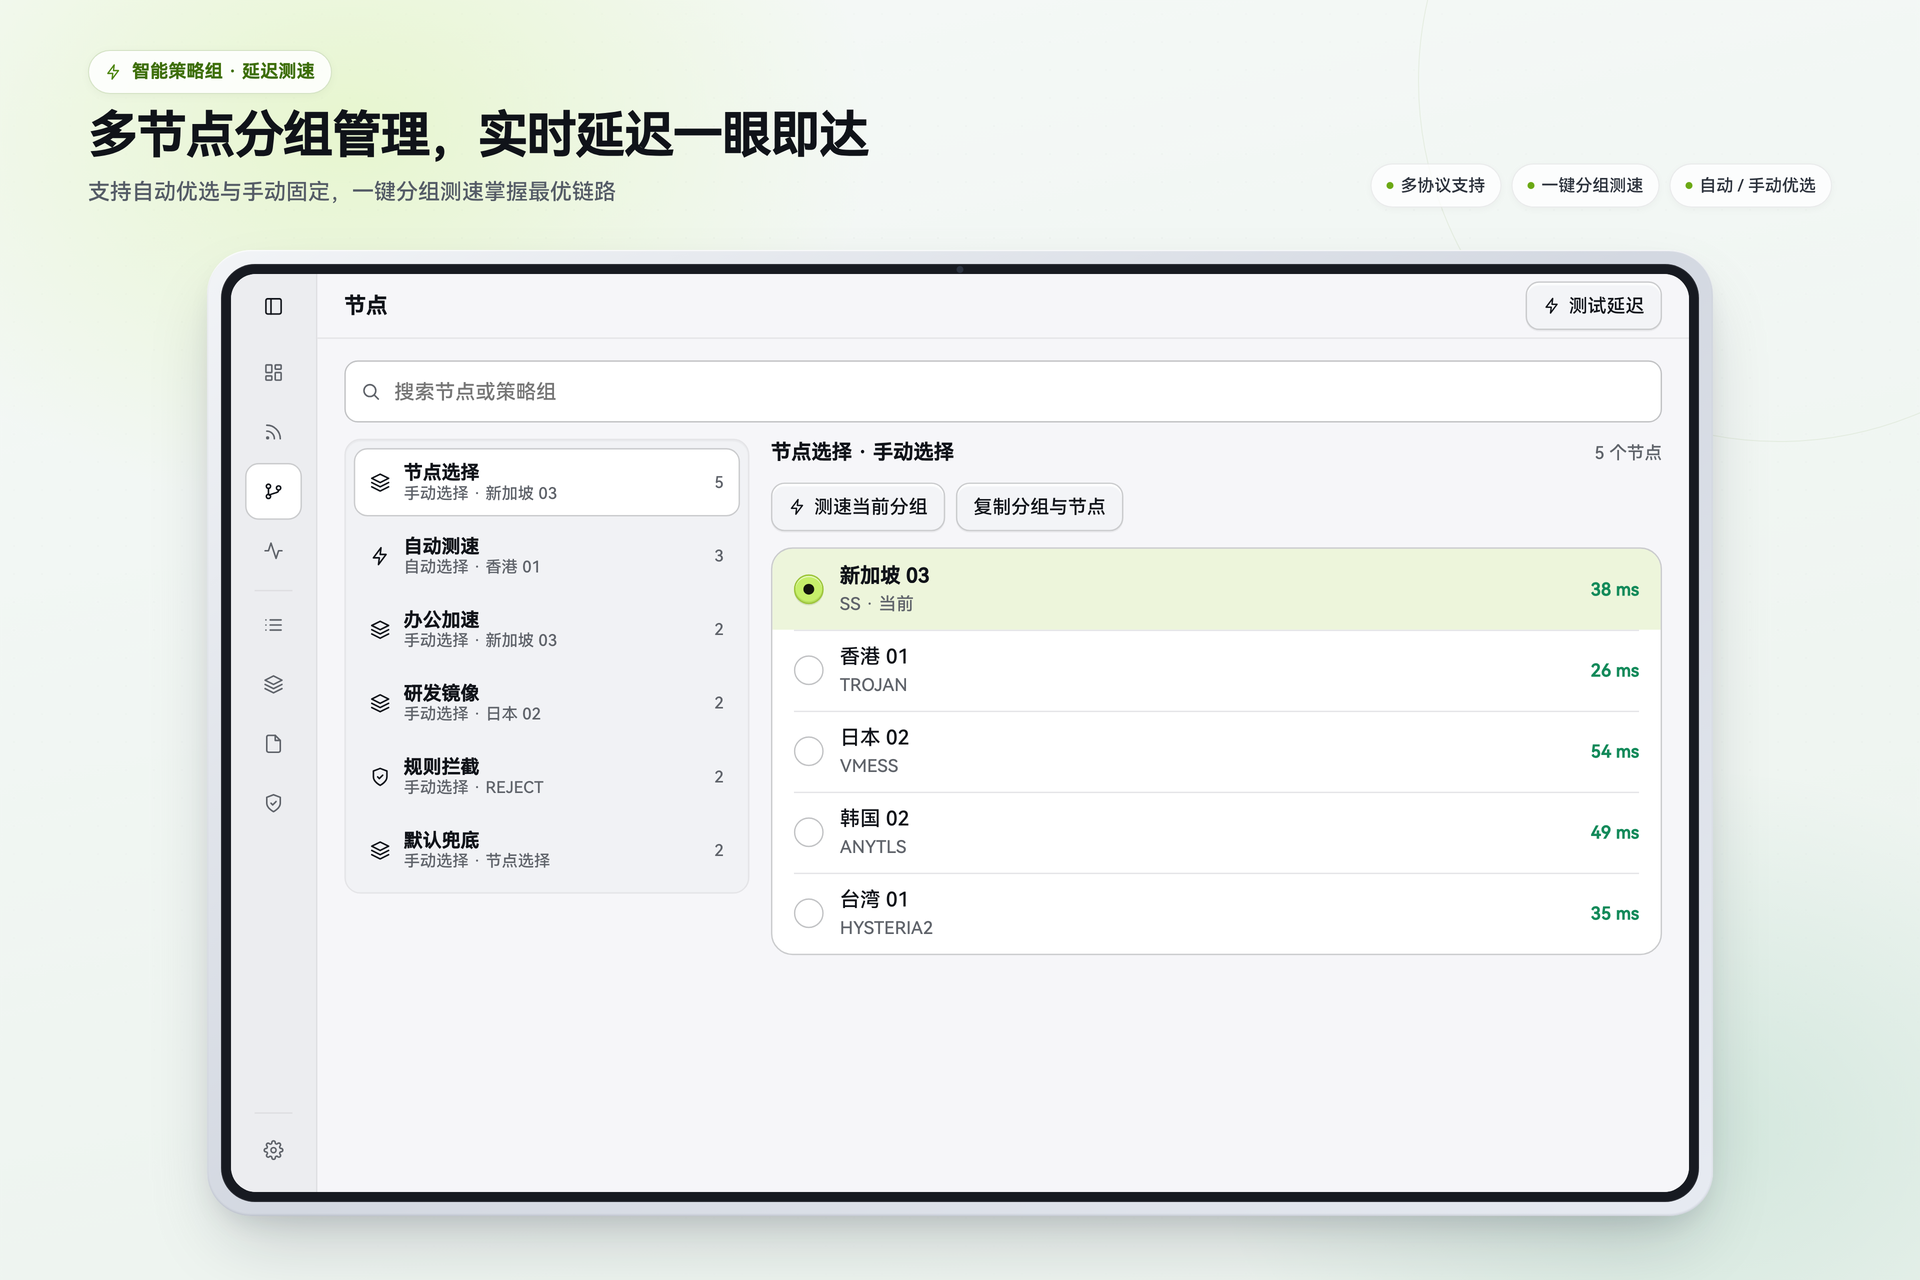 智能策略组 · 延迟测速
多节点分组管理，实时延迟一眼即达
支持自动优选与手动固定，一键分组测速掌握最优链路
多协议支持
一键分组测速
自动 / 手动优选
节点
测试延迟
搜索节点或策略组
节点选择
手动选择 · 新加坡 03
5
自动测速
自动选择 · 香港 01
3
办公加速
手动选择 · 新加坡 03
2
研发镜像
手动选择 · 日本 02
2
规则拦截
手动选择 · REJECT
2
默认兜底
手动选择 · 节点选择
2
节点选择 · 手动选择
5 个节点
测速当前分组
复制分组与节点
新加坡 03
SS · 当前
38 ms
香港 01
TROJAN
26 ms
日本 02
VMESS
54 ms
韩国 02
ANYTLS
49 ms
台湾 01
HYSTERIA2
35 ms